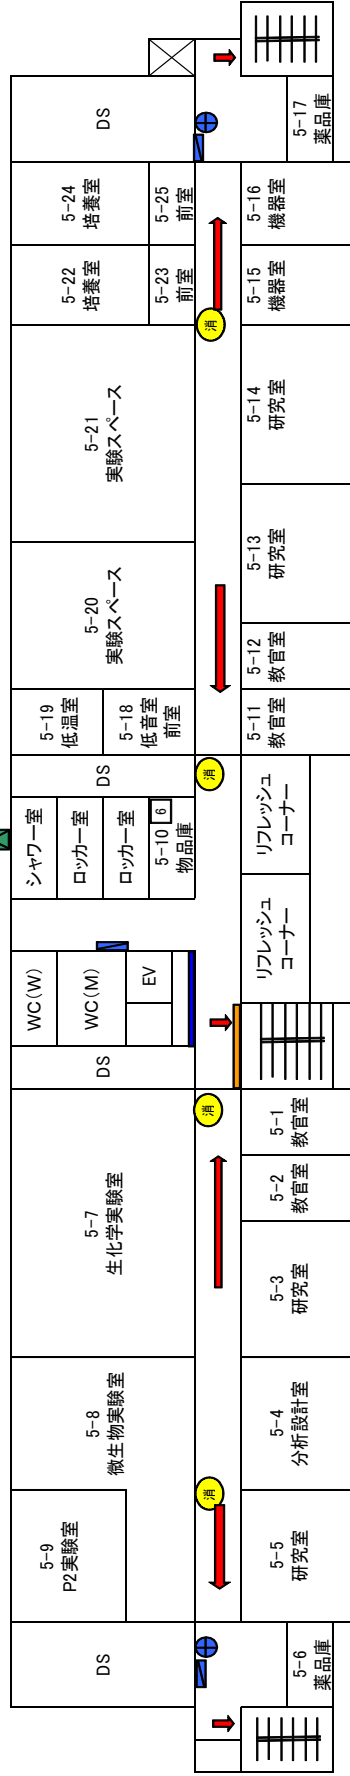 DS
5-17
薬品庫
5-24
培養室
5-25
前室
5-16
機器室
5-22
培養室
5-23
前室
5-15
機器室
消
5-21
実験スペース
5-14
研究室
5-20
実験スペース
5-13
研究室
5-12
教官室
5-19
低温室
5-18
低音室
前室
5-11
教官室
DS
消
シャワー室
ロッカー室
ロッカー室
5-10
物品庫
6
リフレッシュ
コーナー
リフレッシュ
コーナー
WC(W)
WC(M)
EV
DS
消
5-7
生化学実験室
5-1
教官室
5-2
教官室
5-3
研究室
5-8
微生物実験室
5-4
分析設計室
消
5-9
P2実験室
5-5
研究室
DS
5-6
薬品庫